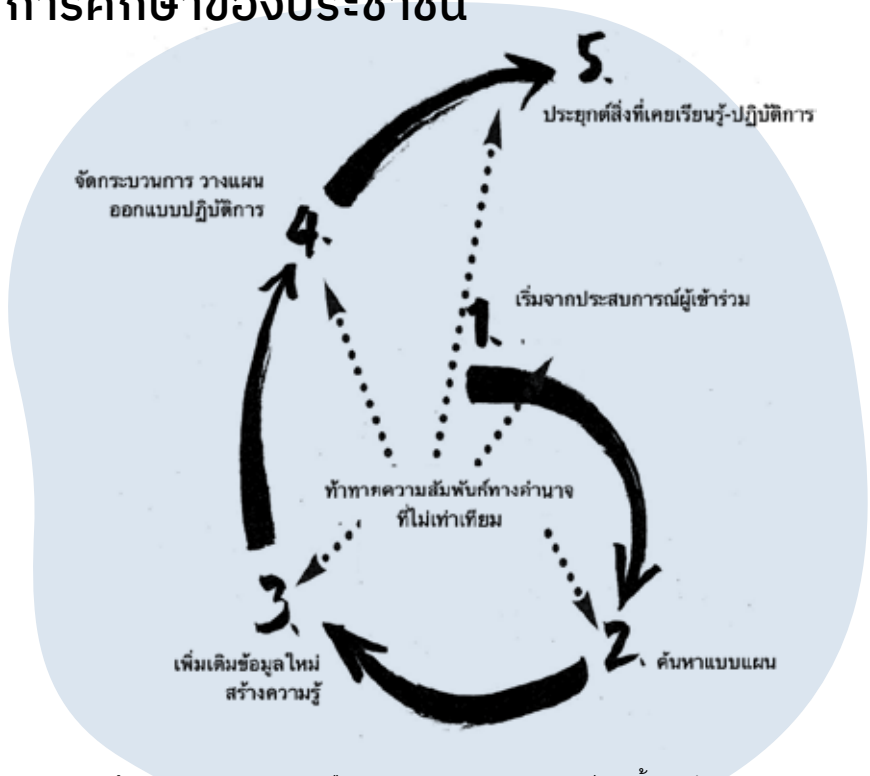 การศึกษาของประชาชน
5.
ประยุกต์สิ่งที่เคยเรียนรู้-ปฏิบัติการ
จัดกระบวนการ วางแผน
ออกแบบปฏิบัติการ
4.
1.
เริ่มจากประสบการณ์ผู้เข้าร่วม
ท้าทายความสัมพันธ์ทางอำนาจ
ที่ไม่เท่าเทียม
3.
เพิ่มเติมข้อมูลใหม่
สร้างความรู้
2.
ค้นหาแบบแผน